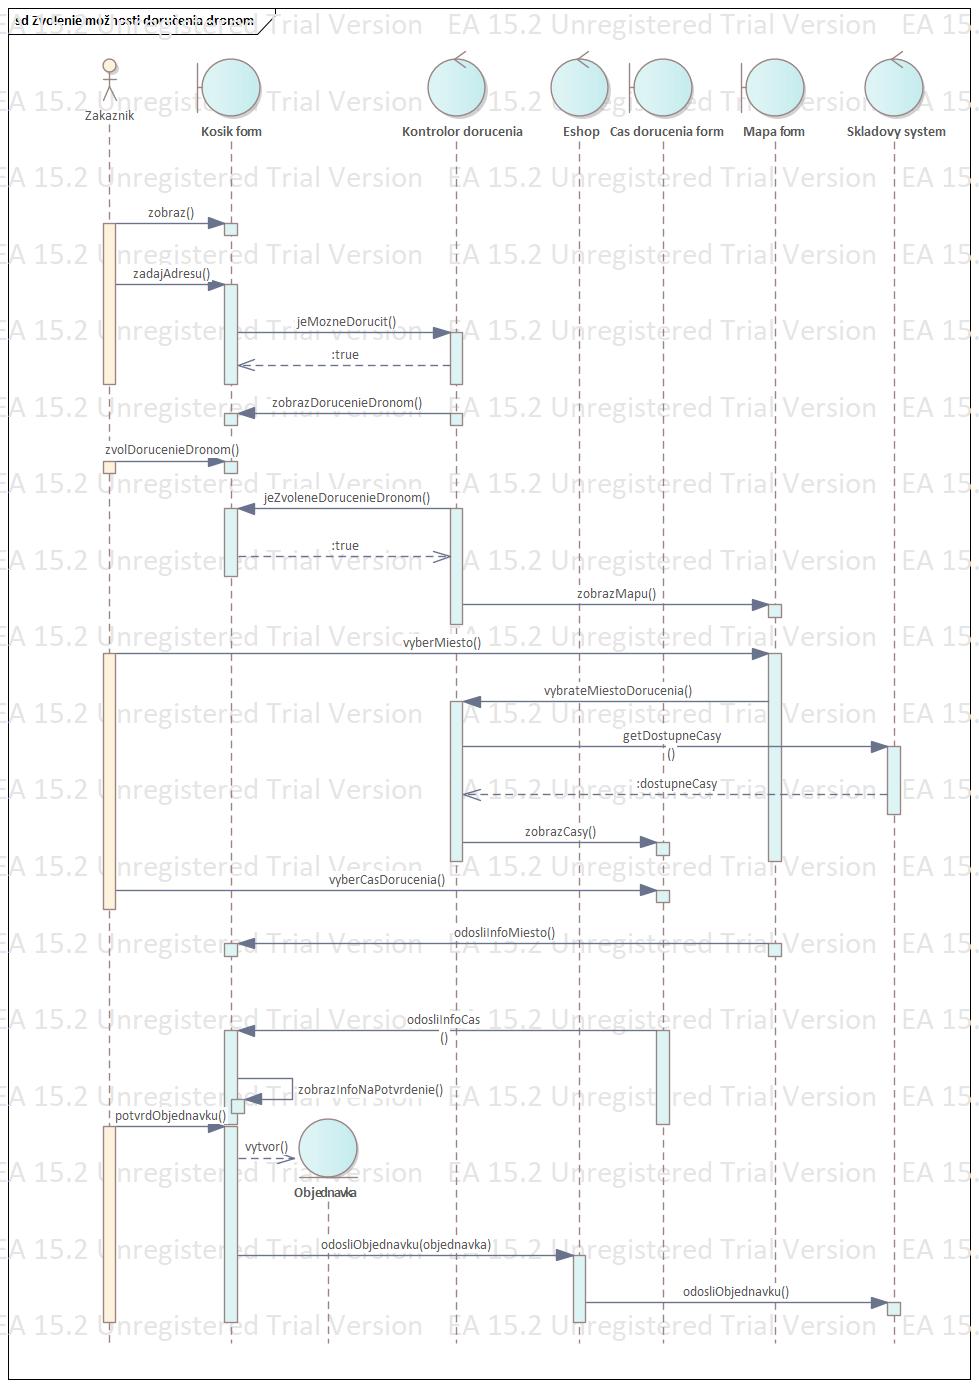 sd Zvolenie možnosti doručenia dronom
Zakaznik
Kosik form
Kontrolor dorucenia
Eshop
Cas dorucenia form
Mapa form
Skladovy system
zobraz()
zadajAdresu()
jeMozneDorucit()
:true
zobrazDorucenieDronom()
zvolDorucenieDronom()
jeZvoleneDorucenieDronom()
:true
zobrazMapu()
vyberMiesto()
vybrateMiestoDorucenia()
getDostupneCasy
()
:dostupneCasy
zobrazCasy()
vyberCasDorucenia()
odosliInfoMiesto()
odosliInfoCas
()
zobrazInfoNaPotvrdenie()
potvrdObjednavku()
vytvor()
Objednavka
odosliObjednavku(objednavka)
odosliObjednavku()
EA 15.2 Unregistered Trial Version